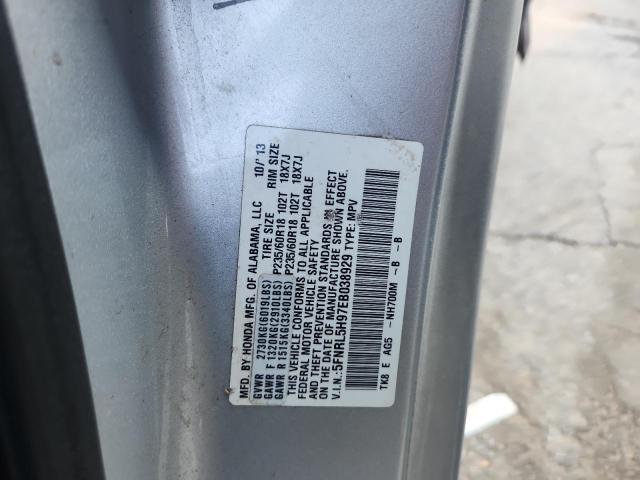 MFD. BY HONDA MFG. OF ALABAMA, LLC 10/'13
GVWR 2730KG(6019LBS) TIRE SIZE RIM SIZE
GAWR F 1320KG(2910LBS) P235/60R18 102T 18X7J
GAWR R 1515KG(3340LBS) P235/60R18 102T 18X7J
THIS VEHICLE CONFORMS TO ALL APPLICABLE
FEDERAL MOTOR VEHICLE SAFETY
AND THEFT PREVENTION STANDARDS IN EFFECT
ON THE DATE OF MANUFACTURE SHOWN ABOVE.
V.I.N.:5FNRL5H97EB038929 TYPE: MPV
TK8 E AG5 -NH700M -B -B